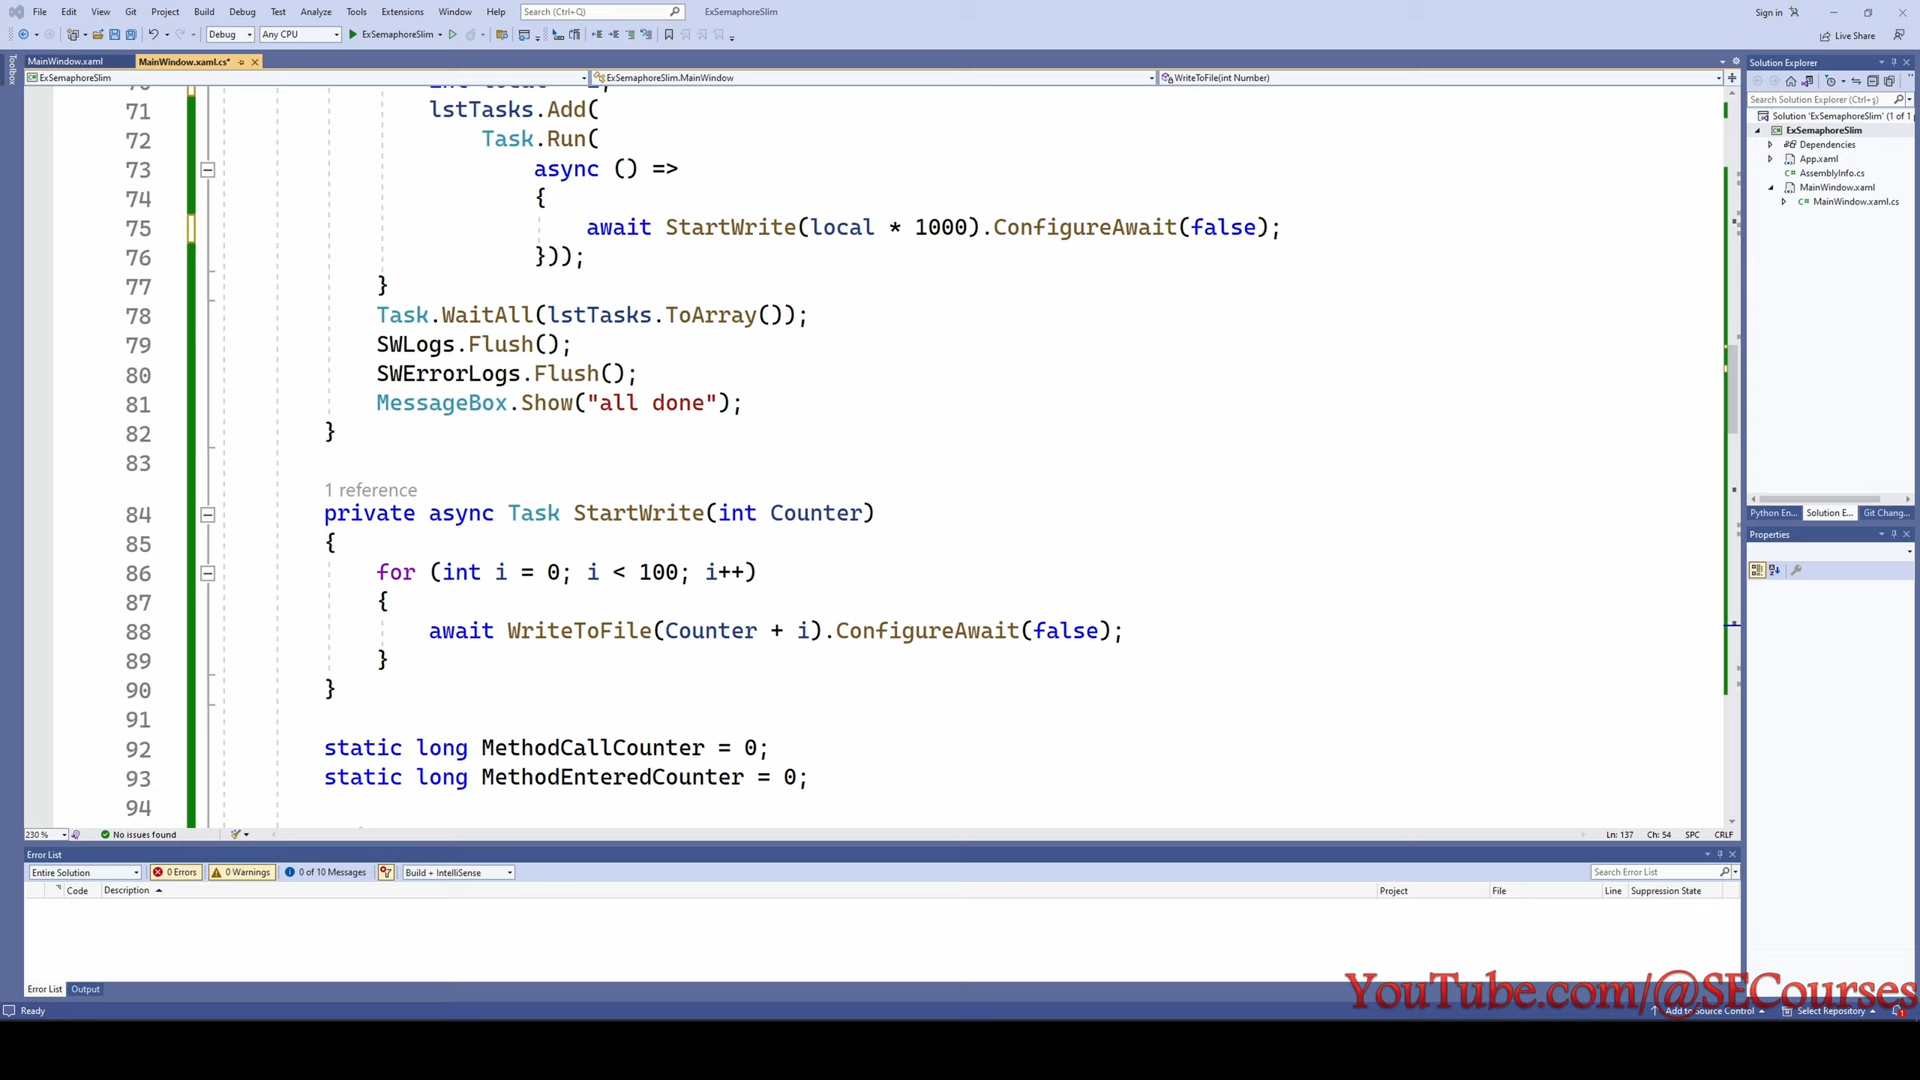 File Edit View Git Project Build Debug Test Analyze Tools Extensions Window Help Search (Ctrl+Q) ExSemaphoreSlim Sign in
Debug Any CPU ExSemaphoreSlim Live Share
Toolbox
MainWindow.xaml MainWindow.xaml.cs*
ExSemaphoreSlim ExSemaphoreSlim.MainWindow WriteToFile(int Number)
71 lstTasks.Add(
72 Task.Run(
73 async () =>
74 {
75 await StartWrite(local * 1000).ConfigureAwait(false);
76 }));
77 }
78 Task.WaitAll(lstTasks.ToArray());
79 SWLogs.Flush();
80 SWErrorLogs.Flush();
81 MessageBox.Show("all done");
82 }
83
1 reference
84 private async Task StartWrite(int Counter)
85 {
86 for (int i = 0; i < 100; i++)
87 {
88 await WriteToFile(Counter + i).ConfigureAwait(false);
89 }
90 }
91
92 static long MethodCallCounter = 0;
93 static long MethodEnteredCounter = 0;
94
230 % No issues found Ln: 137 Ch: 54 SPC CRLF
Solution Explorer
Search Solution Explorer (Ctrl+ş)
Solution 'ExSemaphoreSlim' (1 of 1 p
ExSemaphoreSlim
Dependencies
App.xaml
AssemblyInfo.cs
MainWindow.xaml
MainWindow.xaml.cs
Python En... Solution E... Git Chang...
Properties
Error List
Entire Solution 0 Errors 0 Warnings 0 of 10 Messages Build + IntelliSense Search Error List
Code Description Project File Line Suppression State
Error List Output
YouTube.com/@SECourses
Ready Add to Source Control Select Repository 1